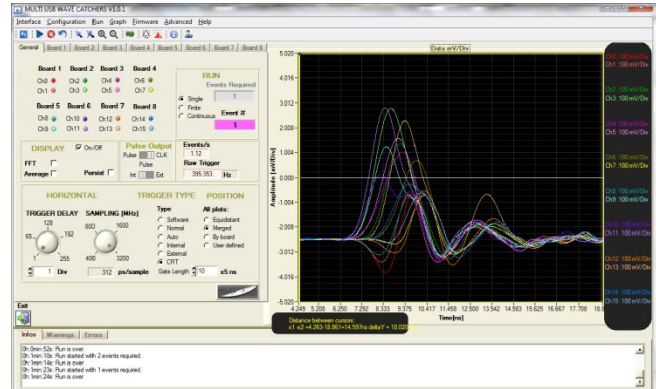 MULTI USB WAVE CATCHERS V1.0.1
Interface Configuration Run Graph Firmware Advanced Help
General Board 1 Board 2 Board 3 Board 4 Board 5 Board 6 Board 7 Board 8
Board 1 Board 2 Board 3 Board 4
Ch0 Ch2 Ch4 Ch6
Ch1 Ch3 Ch5 Ch7
Board 5 Board 6 Board 7 Board 8
Ch8 Ch10 Ch12 Ch14
Ch9 Ch11 Ch13 Ch15
RUN
Events Required
Single 1
Finite
Continuous Event #
1
DISPLAY On/Off
FFT
Average Persist
Pulse Output
Pulse CLK
Pulse
Int Ext
Events/s
1.12
Raw Trigger
395.353 Hz
HORIZONTAL TRIGGER TYPE POSITION
TRIGGER DELAY SAMPLING [MHz]
128
65 192
1 255
800 1600
400 3200
1 Div 312 ps/sample
Type
Software
Normal
Auto
Internal
External
CRT
All plots:
Equidistant
Merged
By board
User defined
Gate Length 10 x5 ns
Exit
Data mV/Div
Amplitude [mV/Div]
5.020
4.016
3.012
2.008
1.004
0.000
-1.004
-2.008
-3.012
-4.016
-5.020
4.249 5.208 6.250 7.292 8.333 9.375 10.417 11.458 12.500 13.542 14.583 15.625 16.667 17.708 18.8
Time[ns]
Ch0 :100 mV/Div
Ch1 :100 mV/Div
Ch2 :100 mV/Div
Ch3 :100 mV/Div
Ch4 :100 mV/Div
Ch5 :100 mV/Div
Ch6 :100 mV/Div
Ch7 :100 mV/Div
Ch8 :100 mV/Div
Ch9 :100 mV/Div
Ch10 :100 mV/Div
Ch11 :100 mV/Div
Ch12 :100 mV/Div
Ch13 :100 mV/Div
Ch14 :100 mV/Div
Ch15 :100 mV/Div
Distance between cursors:
Infos Warnings Errors
0h:0min:52s: Run is over.
0h:1min:10s: Run started with 2 events required.
0h:1min:14s: Run is over.
0h:1min:23s: Run started with 1 events required.
0h:1min:24s: Run is over.